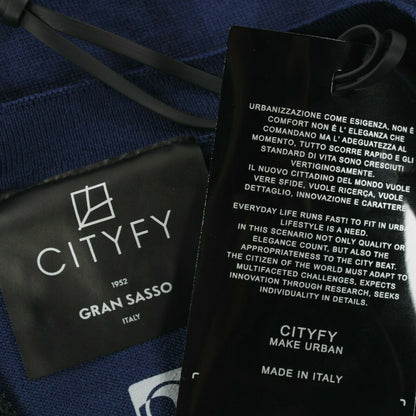 CITYFY
1952
GRAN SASSO
ITALY
URBANIZZAZIONE COME ESIGENZA, NON È
COMFORT NON È L' ELEGANZA CHE
COMANDANO MA L' ADEGUATEZZA AL
MOMENTO, TUTTO SCORRE RAPIDO E GLI
STANDARD DI VITA SONO CRESCIUTI
VERTIGINOSAMENTE.
IL NUOVO CITTADINO DEL MONDO VUOLE
VERE SFIDE, VUOLE RICERCA, VUOLE
DETTAGLIO, INNOVAZIONE E CARATTERE
EVERYDAY LIFE RUNS FAST! TO FIT IN URB
LIFESTYLE IS A NEED.
IN THIS SCENARIO NOT ONLY QUALITY OR
ELEGANCE COUNT, BUT ALSO THE
APPROPRIATENESS TO THE CITY BEAT.
THE CITIZEN OF THE WORLD MUST ADAPT TO
MULTIFACETED CHALLENGES, EXPECTS
INNOVATION THROUGH RESEARCH, SEEKS
INDIVIDUALITY IN DETAILS.
CITYFY
MAKE URBAN
MADE IN ITALY